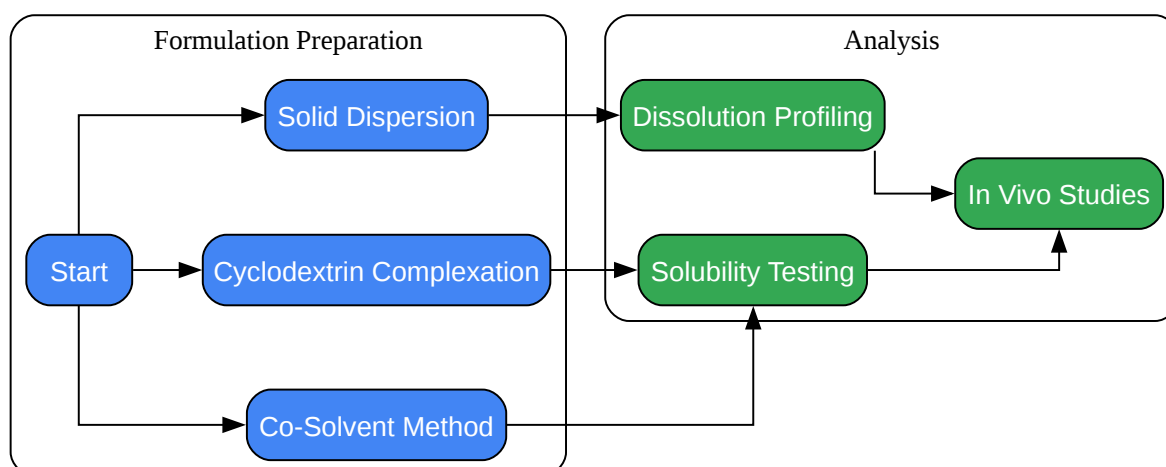 Formulation Preparation
Analysis
Solid Dispersion
Dissolution Profiling
In Vivo Studies
Start
Cyclodextrin Complexation
Solubility Testing
Co-Solvent Method